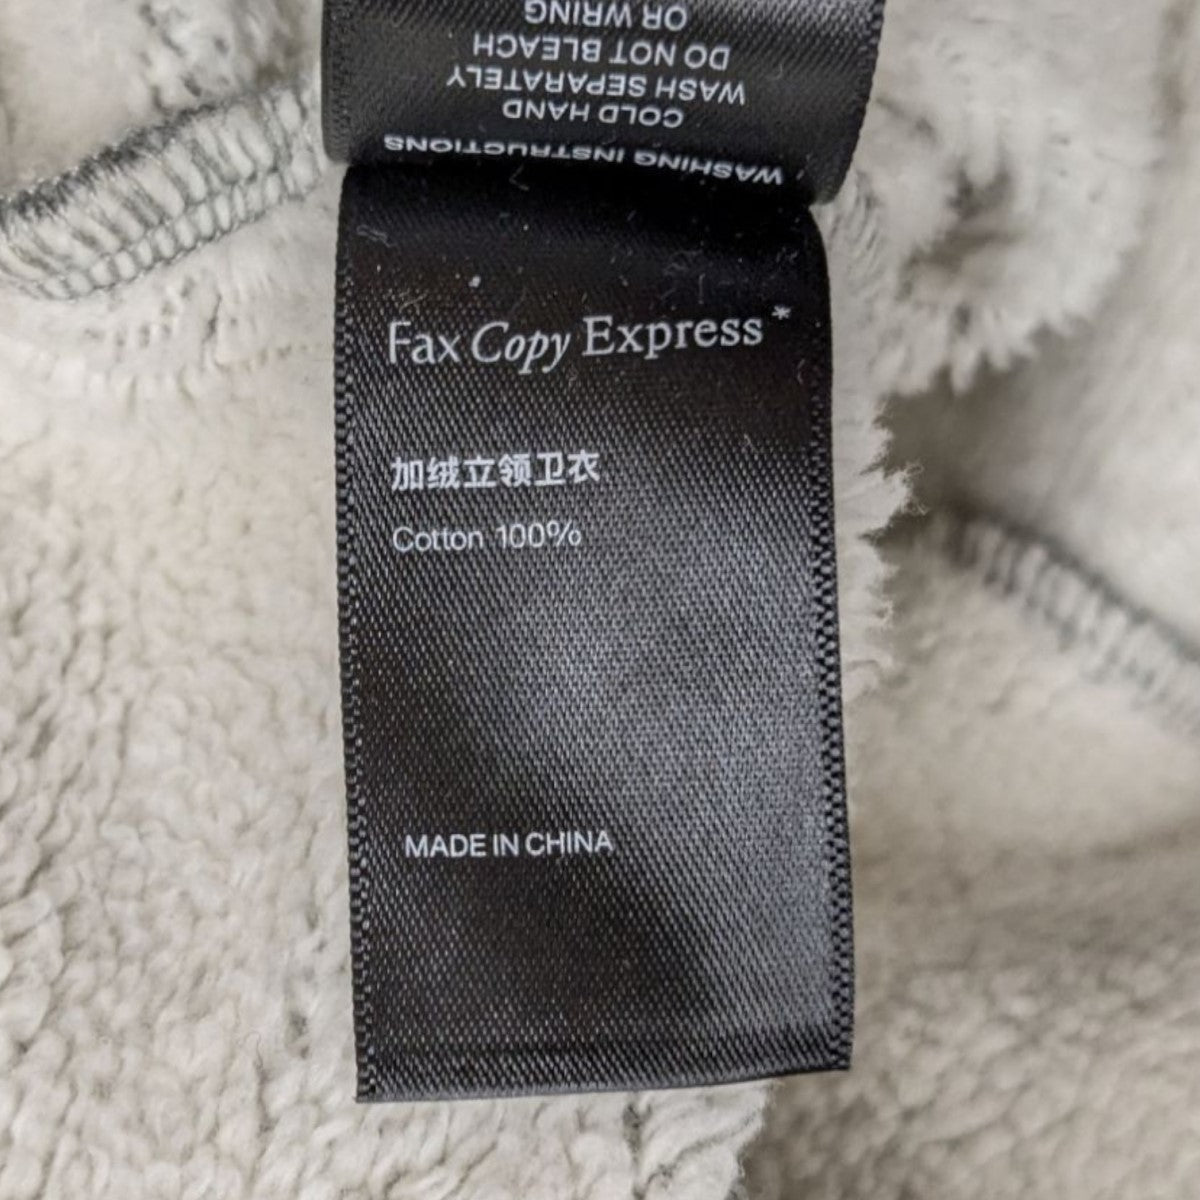 WASHING INSTRUCTIONS
COLD HAND
WASH SEPARATELY
DO NOT BLEACH
OR WRING
Fax Copy Express*
加绒立领卫衣
Cotton 100%
MADE IN CHINA